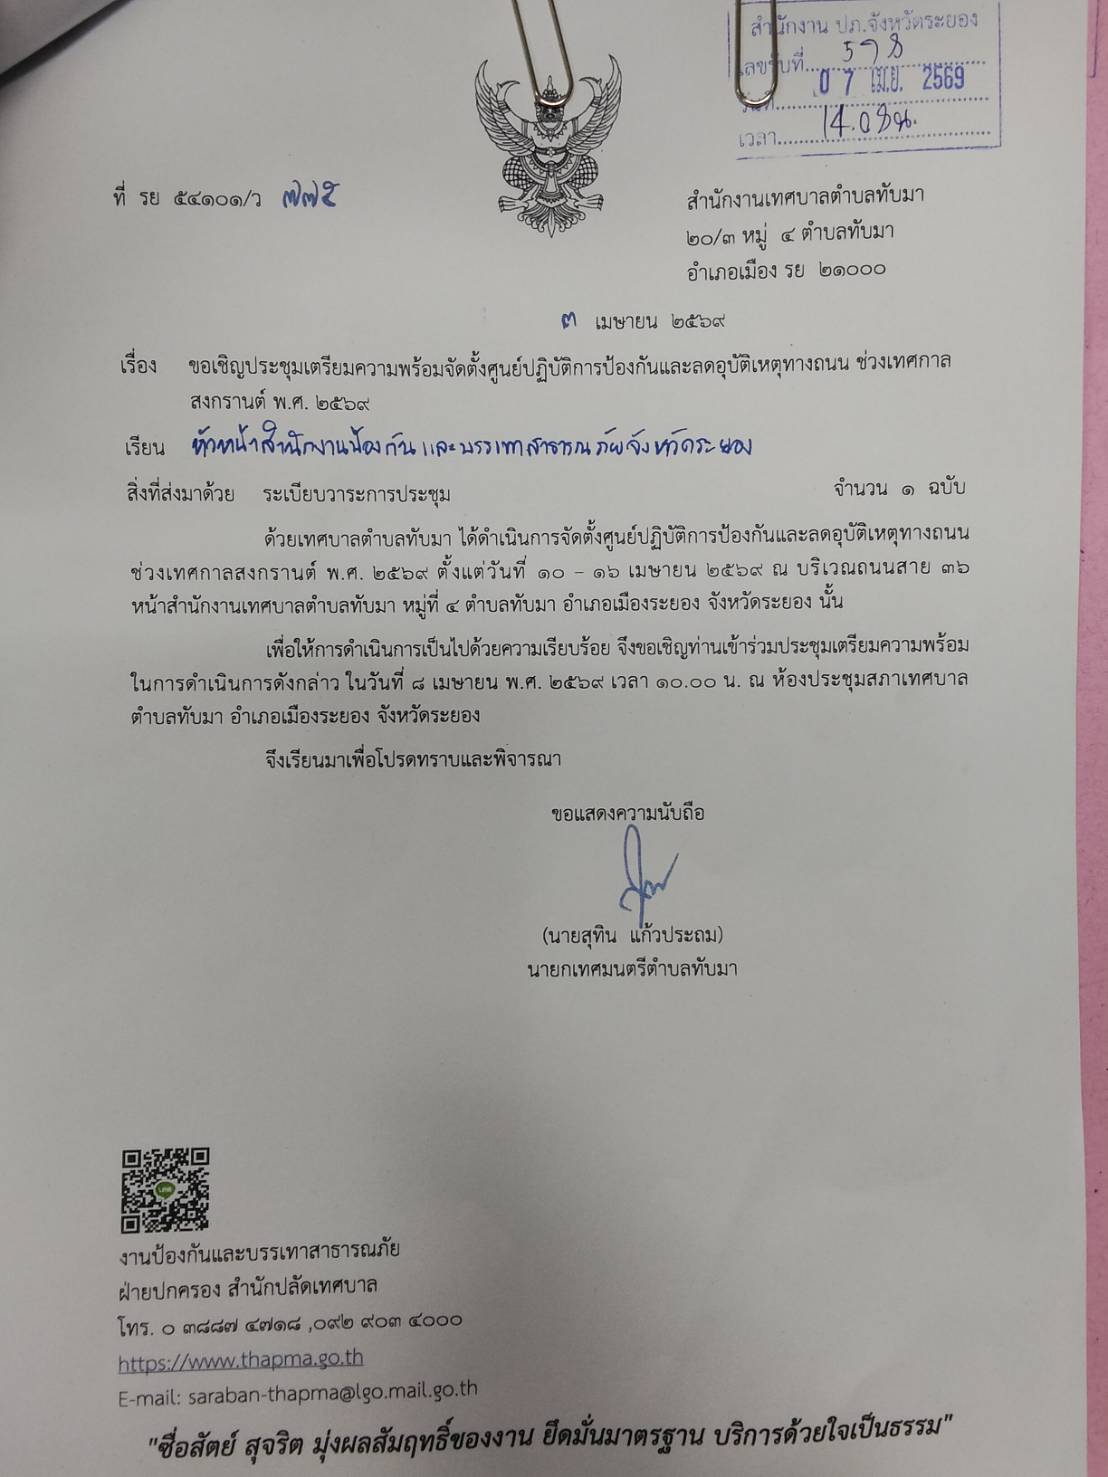 สำนักงาน ปภ.จังหวัดระยอง
เลขรับที่
07 เม.ย. 2569
เวลา 14.08 น.
ที่ รย ๕๔๑๐๑/ว ๗๗๕
สำนักงานเทศบาลตำบลทับมา
๒๐/๓ หมู่ ๔ ตำบลทับมา
อำเภอเมือง รย ๒๑๐๐๐
๓ เมษายน ๒๕๖๙
เรื่อง ขอเชิญประชุมเตรียมความพร้อมจัดตั้งศูนย์ปฏิบัติการป้องกันและลดอุบัติเหตุทางถนน ช่วงเทศกาล
สงกรานต์ พ.ศ. ๒๕๖๙
เรียน หัวหน้าสำนักงานป้องกันและบรรเทาสาธารณภัยจังหวัดระยอง
สิ่งที่ส่งมาด้วย ระเบียบวาระการประชุม จำนวน ๑ ฉบับ
ด้วยเทศบาลตำบลทับมา ได้ดำเนินการจัดตั้งศูนย์ปฏิบัติการป้องกันและลดอุบัติเหตุทางถนน
ช่วงเทศกาลสงกรานต์ พ.ศ. ๒๕๖๙ ตั้งแต่วันที่ ๑๐ – ๑๖ เมษายน ๒๕๖๙ ณ บริเวณถนนสาย ๓๖
หน้าสำนักงานเทศบาลตำบลทับมา หมู่ที่ ๔ ตำบลทับมา อำเภอเมืองระยอง จังหวัดระยอง นั้น
เพื่อให้การดำเนินการเป็นไปด้วยความเรียบร้อย จึงขอเชิญท่านเข้าร่วมประชุมเตรียมความพร้อม
ในการดำเนินการดังกล่าว ในวันที่ ๘ เมษายน พ.ศ. ๒๕๖๙ เวลา ๑๐.๐๐ น. ณ ห้องประชุมสภาเทศบาล
ตำบลทับมา อำเภอเมืองระยอง จังหวัดระยอง
จึงเรียนมาเพื่อโปรดทราบและพิจารณา
ขอแสดงความนับถือ
(นายสุทิน แก้วประถม)
นายกเทศมนตรีตำบลทับมา
งานป้องกันและบรรเทาสาธารณภัย
ฝ่ายปกครอง สำนักปลัดเทศบาล
โทร. ๐ ๓๘๘๗ ๔๗๑๘ ,๐๙๒ ๙๐๓ ๔๐๐๐
https://www.thapma.go.th
E-mail: saraban-thapma@lgo.mail.go.th
"ซื่อสัตย์ สุจริต มุ่งผลสัมฤทธิ์ของงาน ยึดมั่นมาตรฐาน บริการด้วยใจเป็นธรรม"